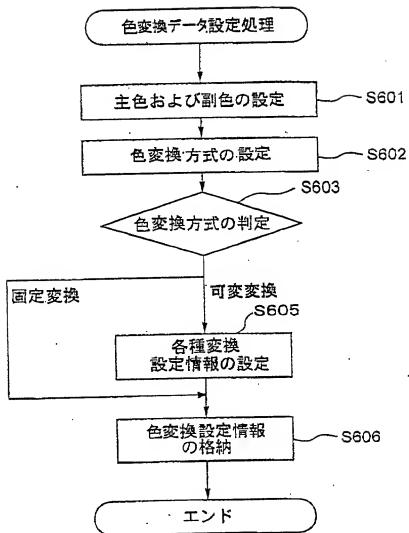 色変換データ設定処理
主色および副色の設定
S601
色変換方式の設定
S602
S603
色変換方式の判定
固定変換
可変変換
S605
各種変換
設定情報の設定
色変換設定情報
の格納
S606
エンド